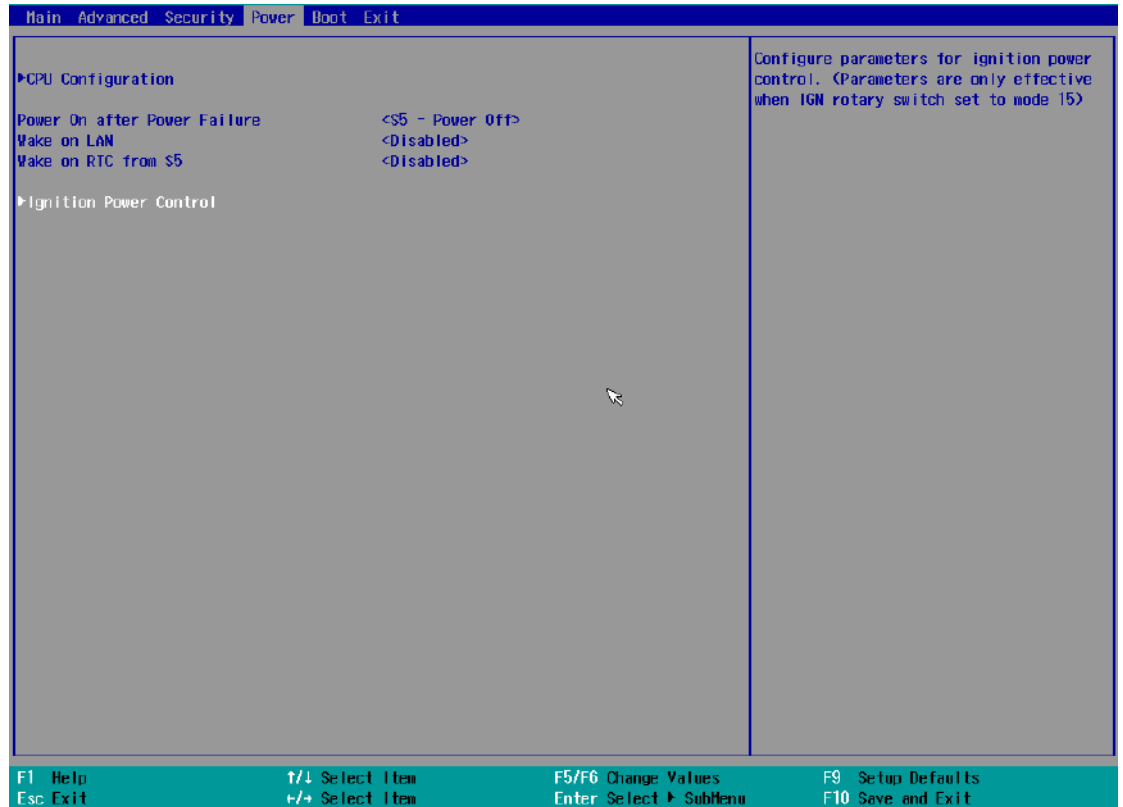 Main Advanced Security Power Boot Exit
▶CPU Configuration
Power On after Power Failure <S5 - Power Off>
Wake on LAN <Disabled>
Wake on RTC from S5 <Disabled>
▶Ignition Power Control
Configure parameters for ignition power
control. (Parameters are only effective
when IGN rotary switch set to mode 15)
F1 Help ↑/↓ Select Item F5/F6 Change Values F9 Setup Defaults
Esc Exit ←/→ Select Item Enter Select ▶ SubMenu F10 Save and Exit